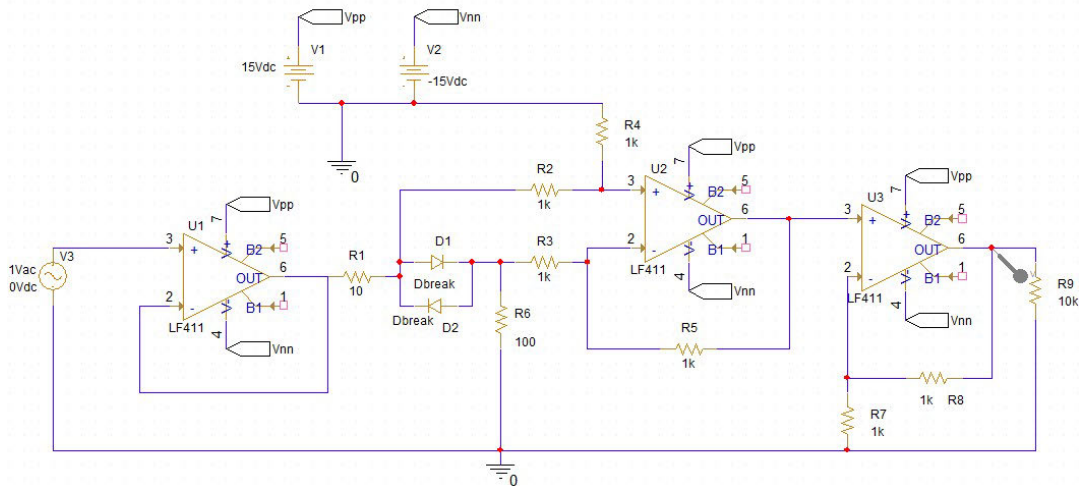 Vpp
Vnn
V1
15Vdc
V2
-15Vdc
0
R4
1k
R2
1k
U2
7
Vpp
3
+
5
B2
OUT
6
2
-
B1
1
LF411
4
Vnn
U3
7
Vpp
3
+
5
B2
OUT
6
2
-
B1
1
LF411
4
Vnn
U1
7
Vpp
3
+
5
B2
OUT
6
2
-
B1
1
LF411
4
Vnn
V3
1Vac
0Vdc
R1
10
D1
Dbreak
Dbreak
D2
R3
1k
R6
100
R5
1k
R9
10k
1k
R8
R7
1k
0